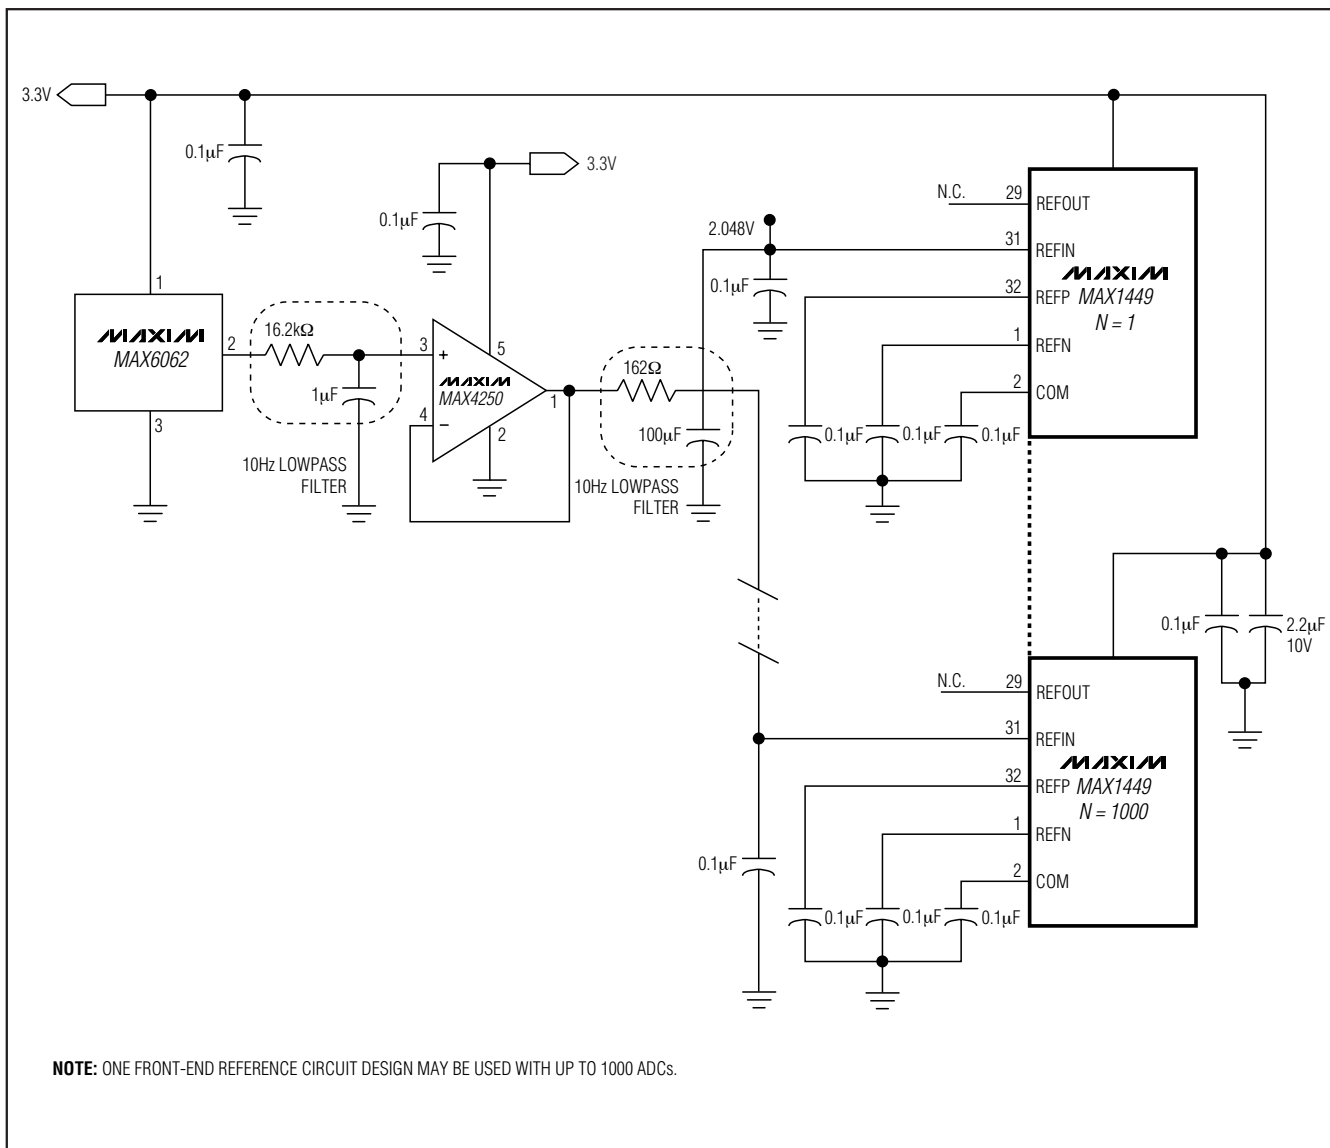 3.3V
0.1μF
3.3V
0.1μF
1
MAXIM
MAX6062
2
3
16.2kΩ
1μF
10Hz LOWPASS
FILTER
3
+
5
MAXIM
MAX4250
4
−
2
1
162Ω
100μF
10Hz LOWPASS
FILTER
2.048V
0.1μF
N.C.
29
REFOUT
31
REFIN
MAXIM
32
REFP
MAX1449
N = 1
1
REFN
2
COM
0.1μF
0.1μF
0.1μF
0.1μF
2.2μF
10V
N.C.
29
REFOUT
31
REFIN
MAXIM
32
REFP
MAX1449
N = 1000
1
REFN
2
COM
0.1μF
0.1μF
0.1μF
0.1μF
NOTE: ONE FRONT-END REFERENCE CIRCUIT DESIGN MAY BE USED WITH UP TO 1000 ADCs.